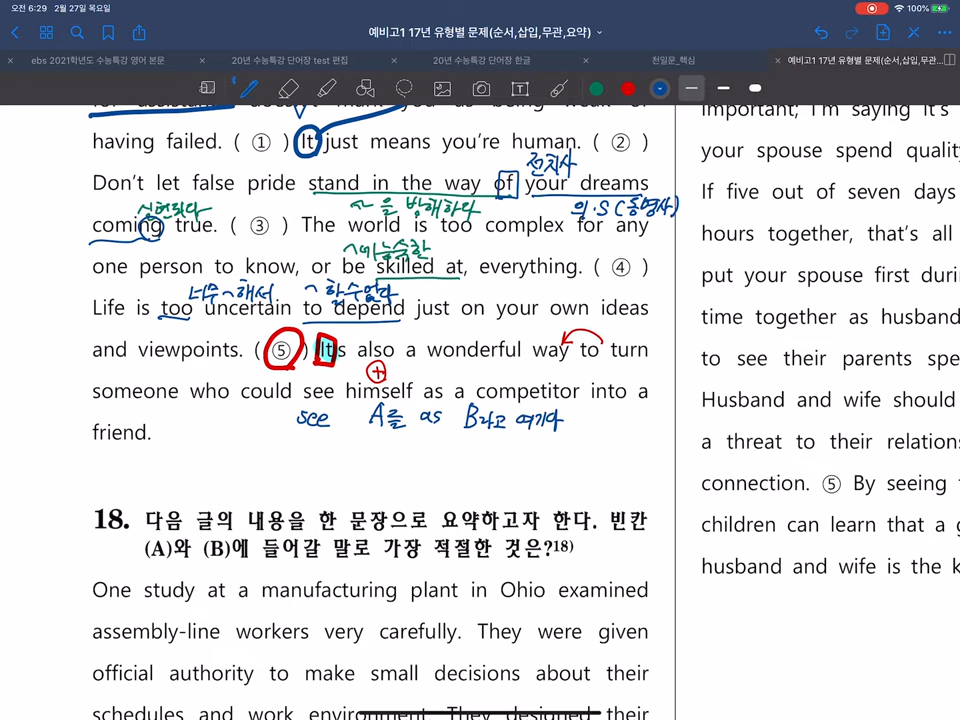 오전 6:29 2월 27일 목요일
100%
예비고1 17년 유형별 문제(순서,삽입,무관,요약)
ebs 2021학년도 수능특강 영어 본문
20년 수능특강 단어장 test 편집
20년 수능특강 단어장 한글
천일문_핵심
예비고1 17년 유형별 문제(순서,삽입,무관,요...
having failed. ( ① ) It just means you're human. ( ② )
전치사
Don't let false pride stand in the way of your dreams
실현되다
~을 방해하다
의.S (동명사)
coming true. ( ③ ) The world is too complex for any
~에 능숙한
one person to know, or be skilled at, everything. ( ④ )
너무~해서 ~할 수 없다
Life is too uncertain to depend just on your own ideas
and viewpoints. ( ⑤ ) It's also a wonderful way to turn
+
someone who could see himself as a competitor into a
see A를 as B라고 여기다
friend.
18. 다음 글의 내용을 한 문장으로 요약하고자 한다. 빈칸
(A)와 (B)에 들어갈 말로 가장 적절한 것은?18)
One study at a manufacturing plant in Ohio examined
assembly-line workers very carefully. They were given
official authority to make small decisions about their
schedules and work environment. They designed their
important; I'm saying it's
your spouse spend quality
If five out of seven days
hours together, that's all
put your spouse first durin
time together as husband
to see their parents spe
Husband and wife should
a threat to their relations
connection. ⑤ By seeing
children can learn that a g
husband and wife is the k